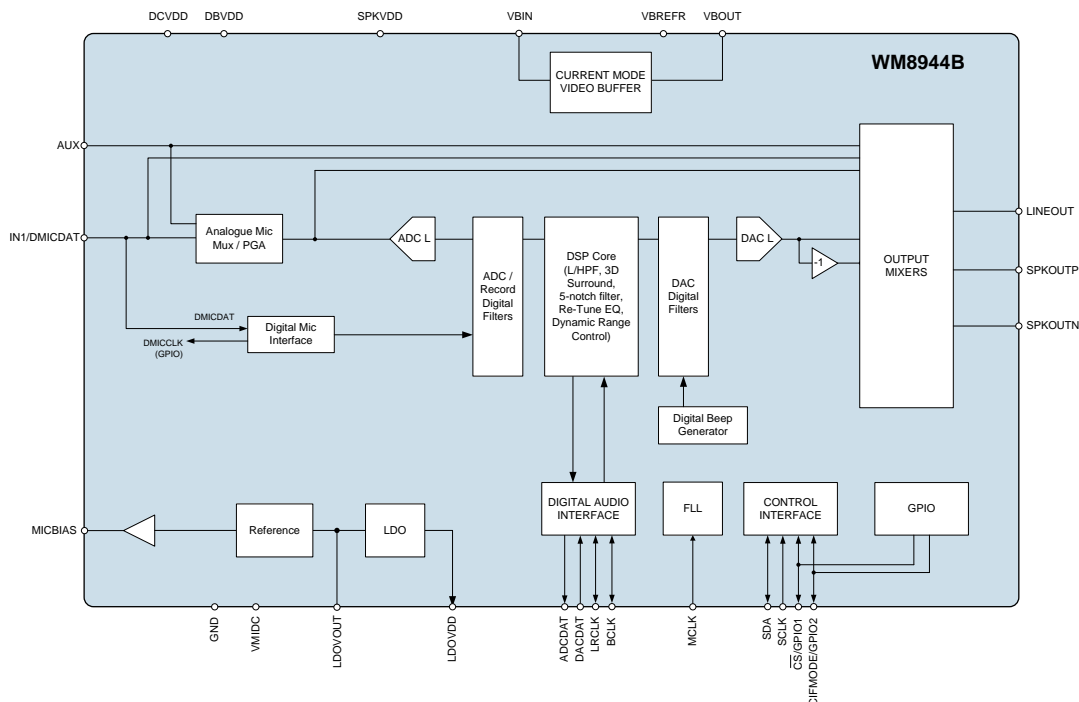 DCVDD
DBVDD
SPKVDD
VBIN
VBREFR
VBOUT
WM8944B
CURRENT MODE
VIDEO BUFFER
AUX
IN1/DMICDAT
Analogue Mic
Mux / PGA
ADC L
ADC /
Record
Digital
Filters
DSP Core
(L/HPF, 3D
Surround,
5-notch filter,
Re-Tune EQ,
Dynamic Range
Control)
DAC
Digital
Filters
DAC L
-1
OUTPUT
MIXERS
LINEOUT
SPKOUTP
SPKOUTN
DMICDAT
DMICCLK
(GPIO)
Digital Mic
Interface
Digital Beep
Generator
MICBIAS
Reference
LDO
DIGITAL AUDIO
INTERFACE
FLL
CONTROL
INTERFACE
GPIO
GND
VMIDC
LDOVOUT
LDOVDD
ADCDAT
DACDAT
LRCLK
BCLK
MCLK
SDA
SCLK
CS/GPIO1
CIFMODE/GPIO2